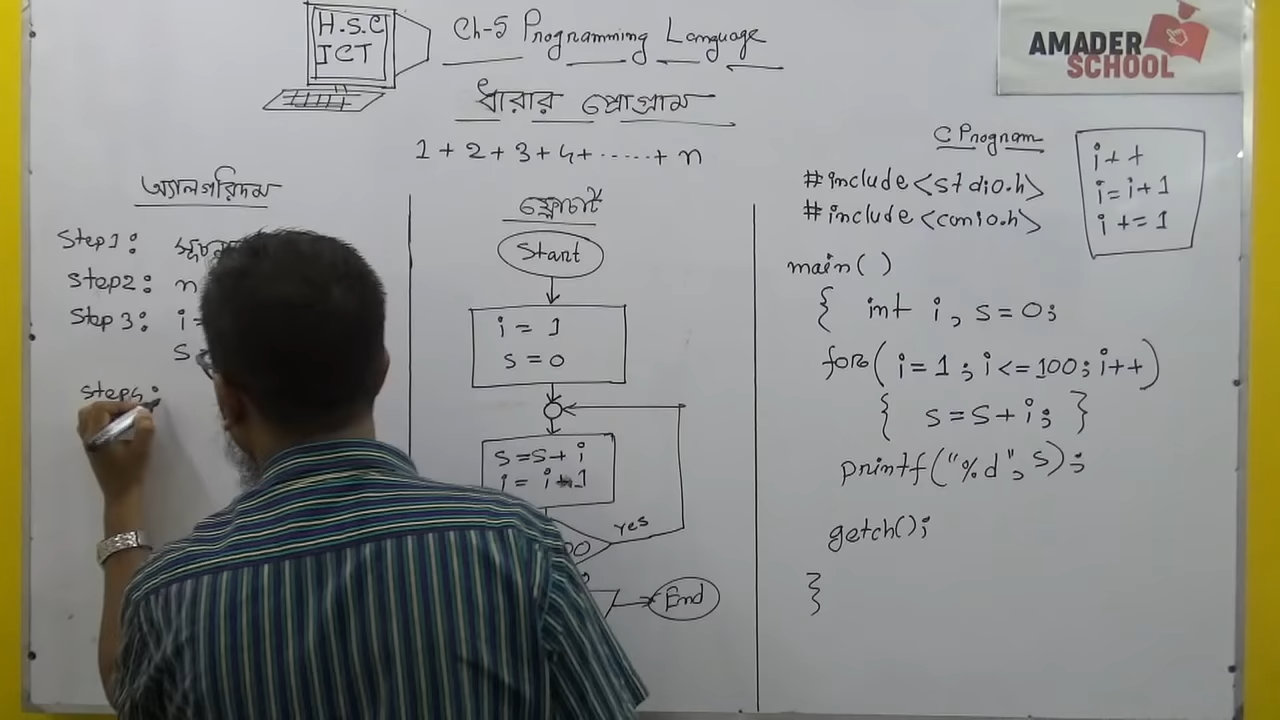 H.S.C
ICT
Ch-5 Programming Language
ধারার প্রোগ্রাম
1 + 2 + 3 + 4 + ..... + n
AMADER
SCHOOL
অ্যালগরিদম
Step1:
Step2: n
Step 3: i =
S
Step4:
ফ্লোচার্ট
Start
i = 1
S = 0
S = S + i
i = i + 1
yes
End
C Program
#include <stdio.h>
#include <conio.h>
main( )
{ int i, s = 0;
for( i = 1 ; i <= 100; i++ )
{ s = s + i; }
printf("%d", s);
getch();
}
i + +
i = i + 1
i + = 1